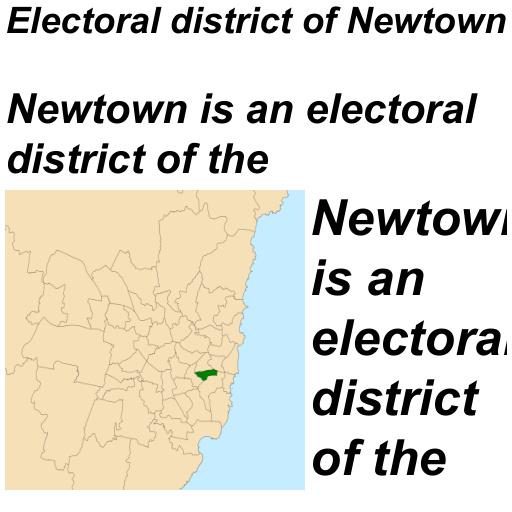 Electoral district of Newtown
Newtown is an electoral
district of the
Newtown
is an
electoral
district
of the